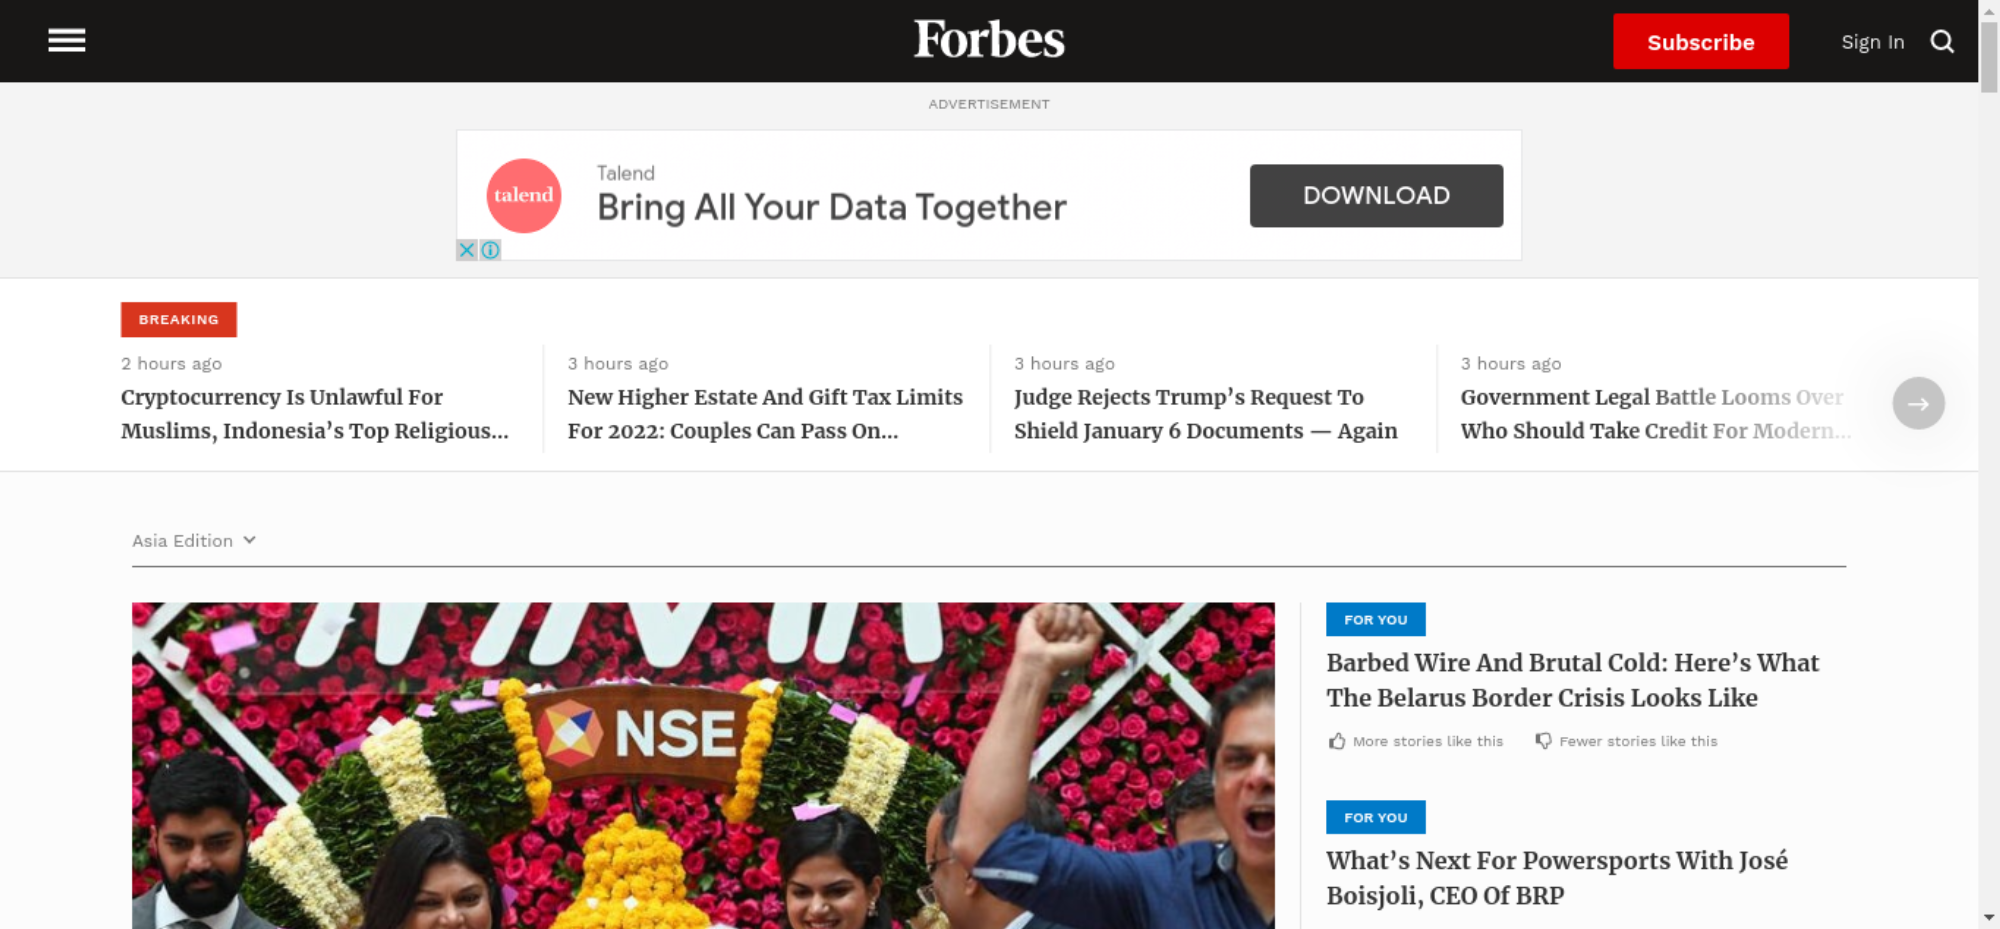 Forbes
Subscribe
Sign In
ADVERTISEMENT
talend
Talend
Bring All Your Data Together
DOWNLOAD
BREAKING
2 hours ago
Cryptocurrency Is Unlawful For
Muslims, Indonesia’s Top Religious...
3 hours ago
New Higher Estate And Gift Tax Limits
For 2022: Couples Can Pass On...
3 hours ago
Judge Rejects Trump’s Request To
Shield January 6 Documents — Again
3 hours ago
Government Legal Battle Looms Over
Who Should Take Credit For Modern...
Asia Edition
NSE
FOR YOU
Barbed Wire And Brutal Cold: Here’s What
The Belarus Border Crisis Looks Like
More stories like this
Fewer stories like this
FOR YOU
What’s Next For Powersports With José
Boisjoli, CEO Of BRP